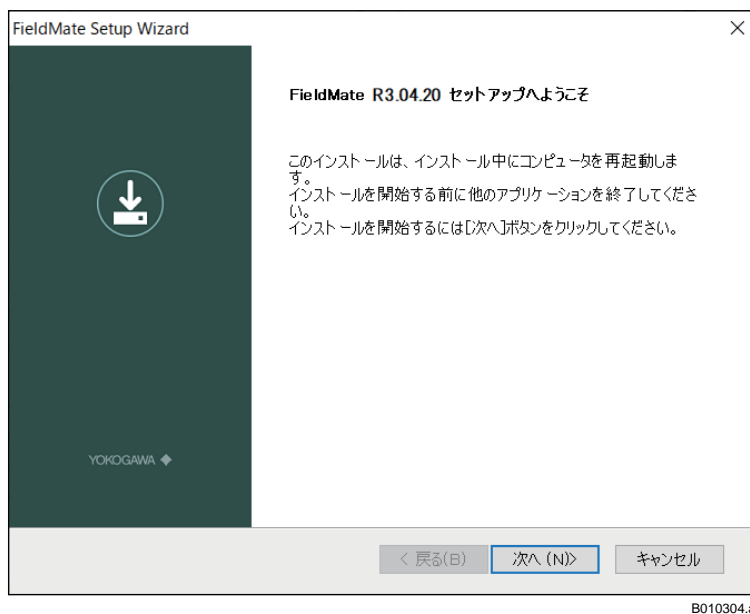 FieldMate Setup Wizard
FieldMate R3.04.20 セットアップへようこそ
このインストールは、インストール中にコンピュータを再起動しま
す。
インストールを開始する前に他のアプリケーションを終了してくださ
い。
インストールを開始するには[次へ]ボタンをクリックしてください。
YOKOGAWA
< 戻る(B) 次へ (N)> キャンセル
B010304.